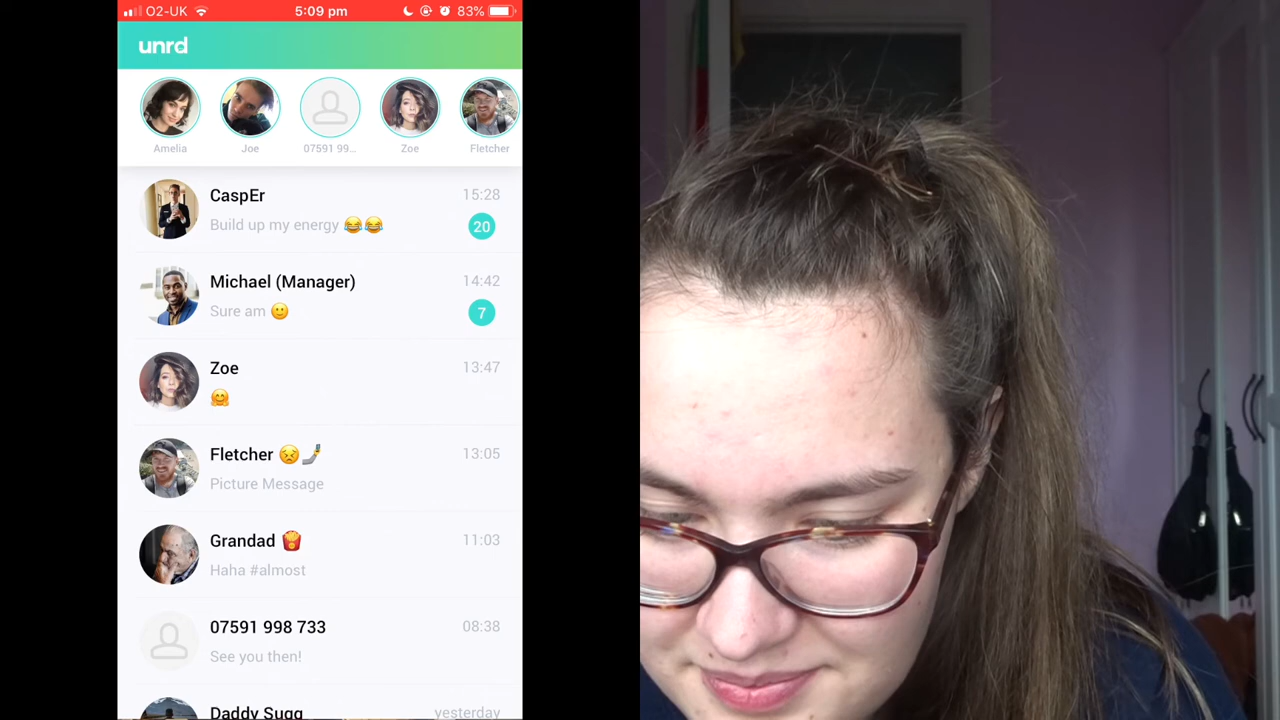 O2-UK 5:09 pm 83%
unrd
Amelia Joe 07591 99... Zoe Fletcher
CaspEr 15:28
Build up my energy 😂😂 20
Michael (Manager) 14:42
Sure am 🙂 7
Zoe 13:47
🤗
Fletcher 😣🤳 13:05
Picture Message
Grandad 🍟 11:03
Haha #almost
07591 998 733 08:38
See you then!
Daddy Sugg yesterday